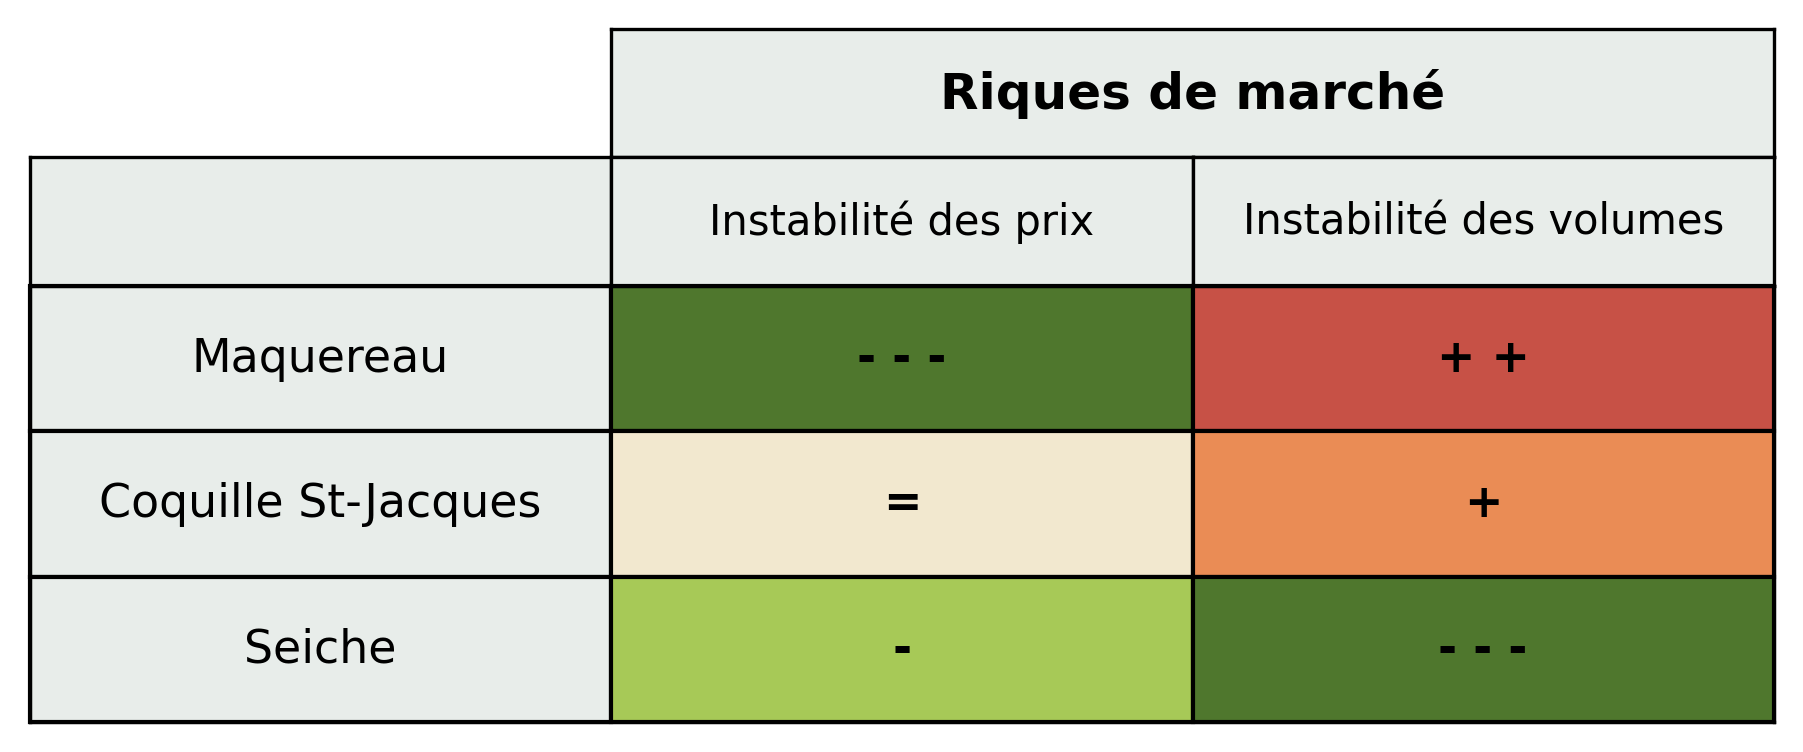 Riques de marché
Instabilité des prix Instabilité des volumes
Maquereau - - - + +
Coquille St-Jacques = +
Seiche - - - -